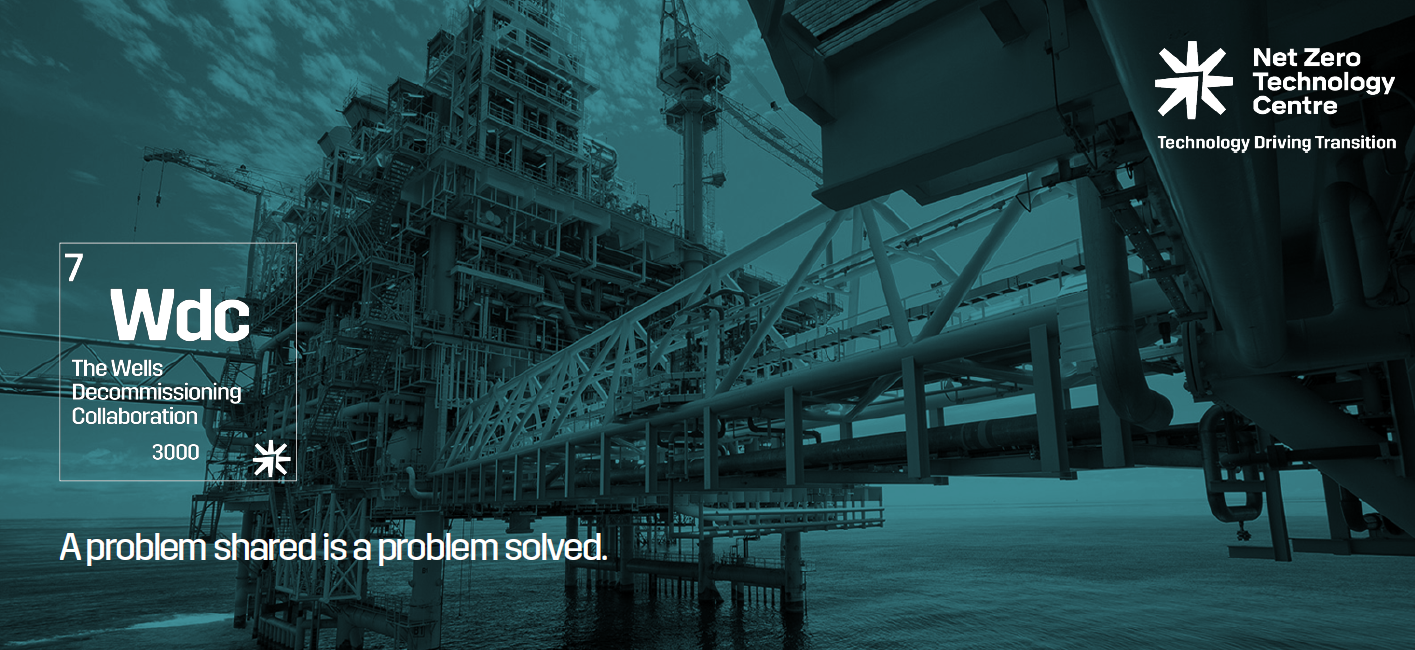 Net Zero
Technology
Centre
Technology Driving Transition
7
Wdc
The Wells
Decommissioning
Collaboration
3000
A problem shared is a problem solved.